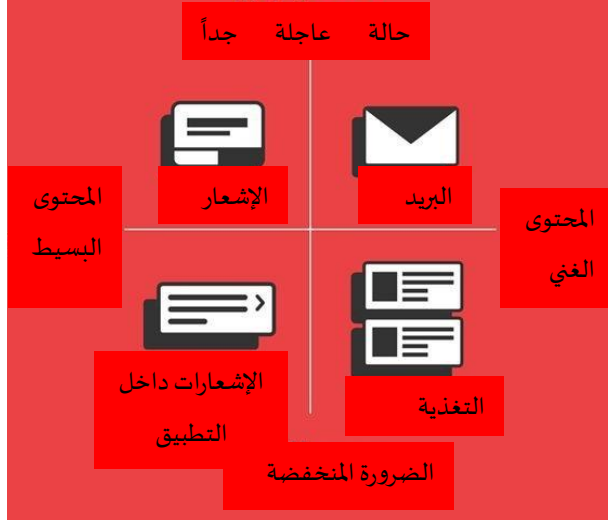 حالة عاجلة جداً
البريد
الإشعار
المحتوى
الغني
المحتوى
البسيط
التغذية
الإشعارات داخل
التطبيق
الضرورة المنخفضة